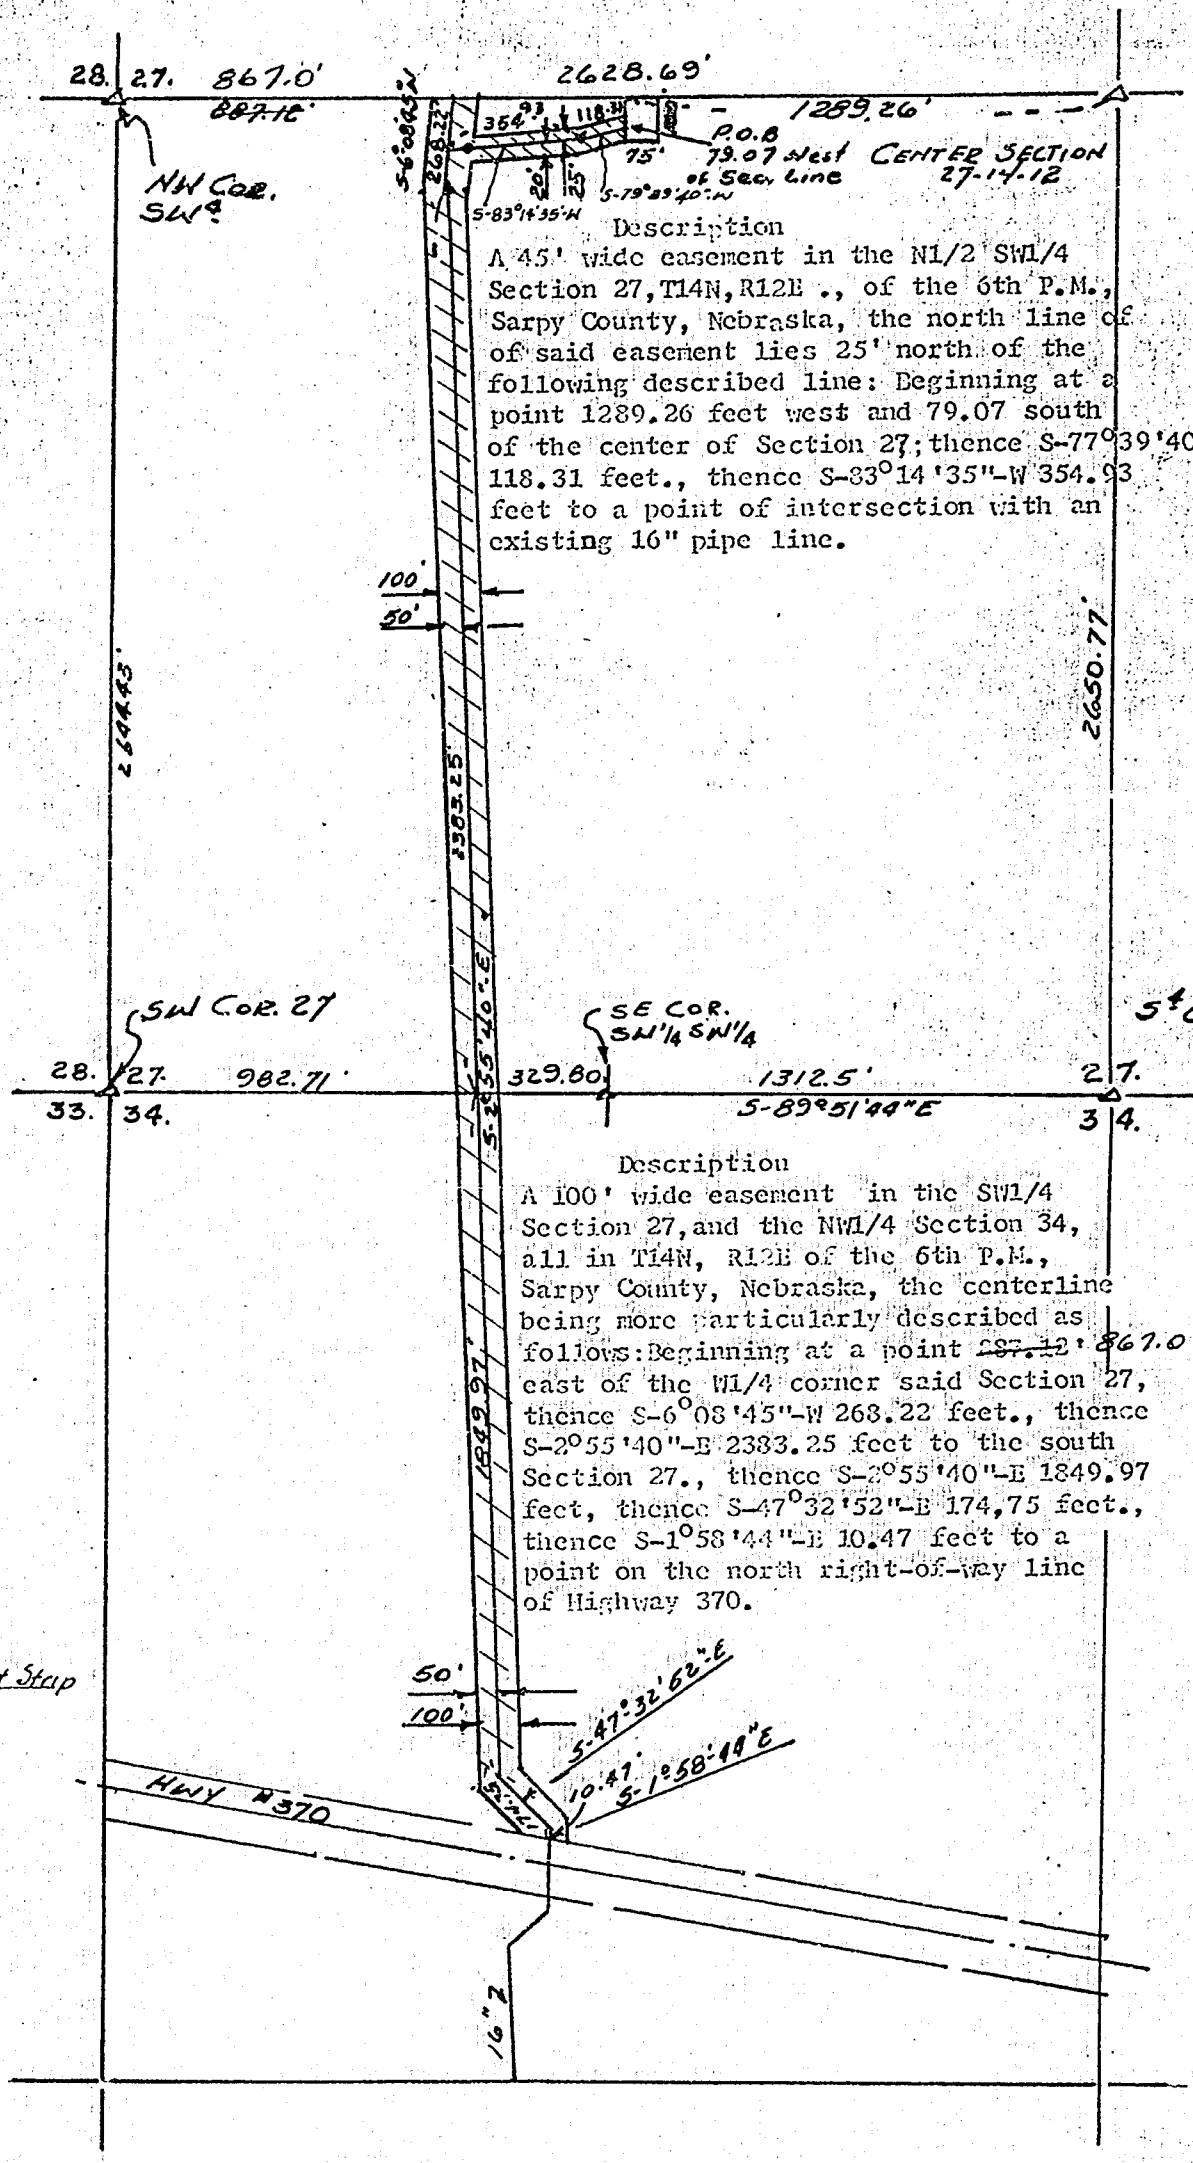 28. 27. 867.0' 2628.69'
887.12'
1289.26'
S-6°08'45"W
268.22'
354.93
118.31
75'
20'
25'
P.O.B
79.07 West
of Sec. Line
CENTER SECTION
27-14-12
NW COR.
SW 4
S-83°14'35"W
S-79°39'40"-W
Description
A 45' wide easement in the N1/2 SW1/4
Section 27,T14N,R12E ., of the 6th P.M.,
Sarpy County, Nebraska, the north line of
of said easement lies 25' north of the
following described line: Beginning at a
point 1289.26 feet west and 79.07 south
of the center of Section 27; thence S-77°39'40
118.31 feet., thence S-83°14'35"-W 354.93
feet to a point of intersection with an
existing 16" pipe line.
100'
50'
2644.43'
2650.77'
2383.25'
S-2°55'40"-E
SW COR. 27
SE COR.
SW1/4 SW1/4
28. 27. 982.71' 329.80 1312.5' 27.
33. 34. S-89°51'44"E 34.
Description
A 100' wide easement in the SW1/4
Section 27, and the NW1/4 Section 34,
all in T14N, R12E of the 6th P.M.,
Sarpy County, Nebraska, the centerline
being more particularly described as
follows:Beginning at a point 887.12' 867.0
east of the W1/4 corner said Section 27,
thence S-6°08'45"-W 268.22 feet., thence
S-2°55'40"-E 2383.25 feet to the south
Section 27., thence S-2°55'40"-E 1849.97
feet, thence S-47°32'52"-E 174,75 feet.,
thence S-1°58'44"-E 10.47 feet to a
point on the north right-of-way line
of Highway 370.
1849.97'
50'
100'
S-47°32'52"-E
10.47'
S-1°58'44"E
174.75
HWY #370
16"